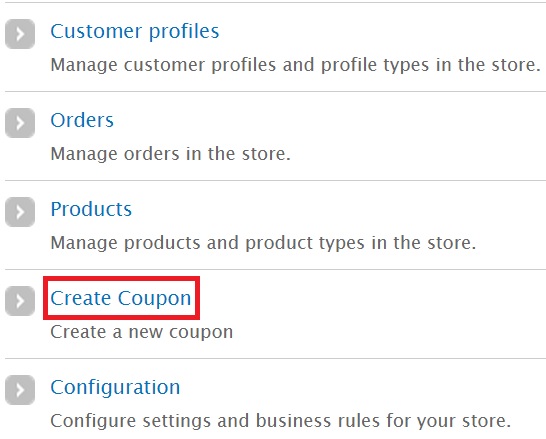 Customer profiles
Manage customer profiles and profile types in the store.
Orders
Manage orders in the store.
Products
Manage products and product types in the store.
Create Coupon
Create a new coupon
Configuration
Configure settings and business rules for your store.